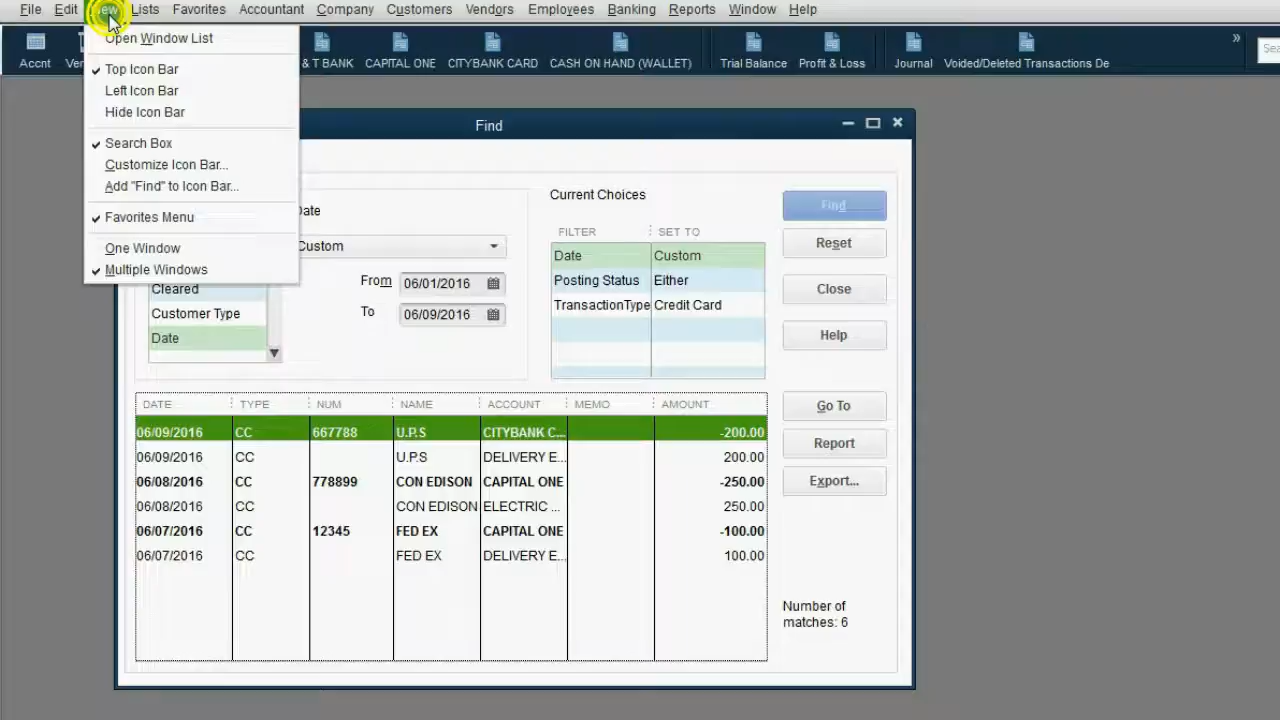 File Edit View Lists Favorites Accountant Company Customers Vendors Employees Banking Reports Window Help
Accnt & T BANK CAPITAL ONE CITYBANK CARD CASH ON HAND (WALLET) Trial Balance Profit & Loss Journal Voided/Deleted Transactions De »
Open Window List
Top Icon Bar
Left Icon Bar
Hide Icon Bar
Search Box
Customize Icon Bar...
Add "Find" to Icon Bar...
Favorites Menu
One Window
Multiple Windows
Find
Date
Custom
From 06/01/2016
To 06/09/2016
Cleared
Customer Type
Date
Current Choices
FILTER SET TO
Date Custom
Posting Status Either
TransactionType Credit Card
Find
Reset
Close
Help
Go To
Report
Export...
DATE TYPE NUM NAME ACCOUNT MEMO AMOUNT
06/09/2016 CC 667788 U.P.S CITYBANK C... -200.00
06/09/2016 CC U.P.S DELIVERY E... 200.00
06/08/2016 CC 778899 CON EDISON CAPITAL ONE -250.00
06/08/2016 CC CON EDISON ELECTRIC ... 250.00
06/07/2016 CC 12345 FED EX CAPITAL ONE -100.00
06/07/2016 CC FED EX DELIVERY E... 100.00
Number of
matches: 6